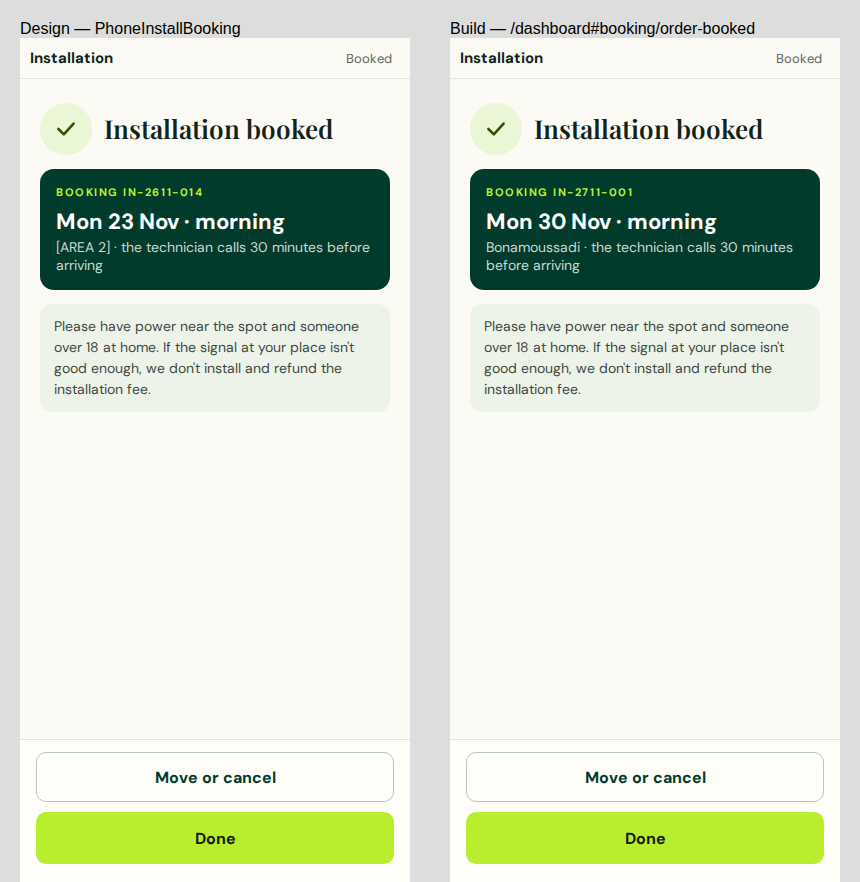 Design — PhoneInstallBooking
Installation
Booked
Installation booked
BOOKING IN-2611-014
Mon 23 Nov · morning
[AREA 2] · the technician calls 30 minutes before
arriving
Please have power near the spot and someone
over 18 at home. If the signal at your place isn't
good enough, we don't install and refund the
installation fee.
Move or cancel
Done
Build — /dashboard#booking/order-booked
Installation
Booked
Installation booked
BOOKING IN-2711-001
Mon 30 Nov · morning
Bonamoussadi · the technician calls 30 minutes
before arriving
Please have power near the spot and someone
over 18 at home. If the signal at your place isn't
good enough, we don't install and refund the
installation fee.
Move or cancel
Done